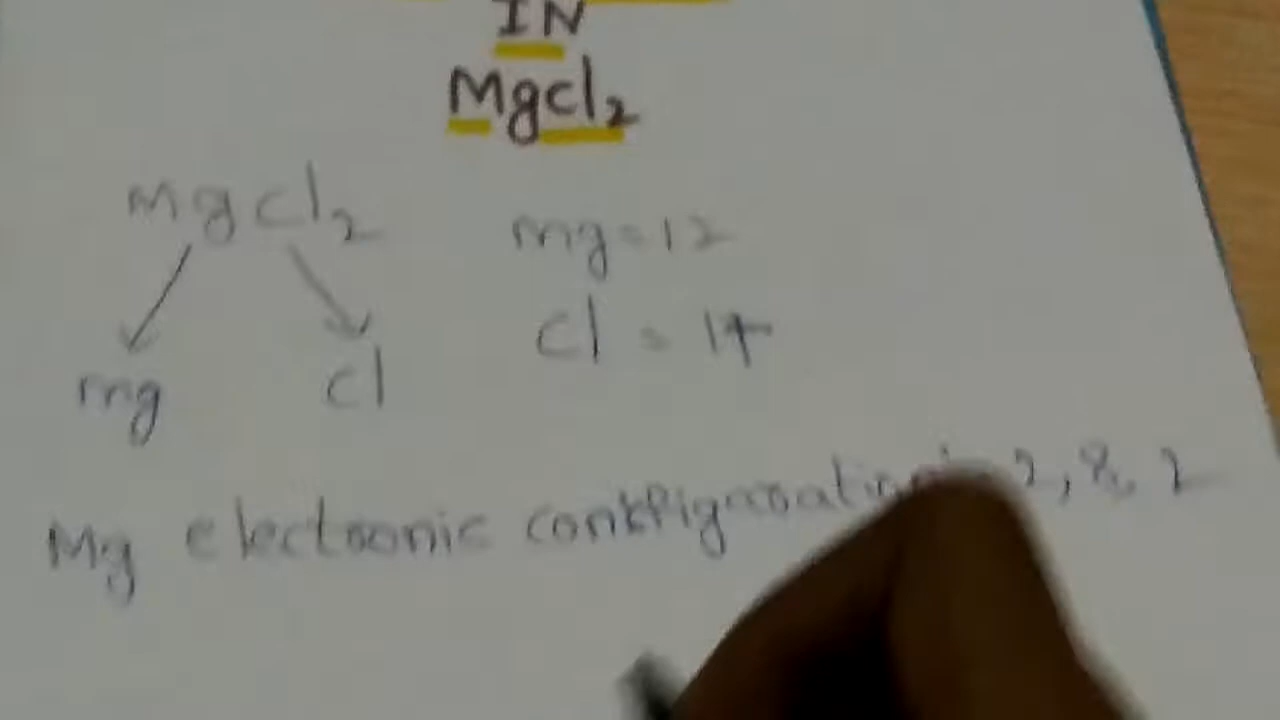 IN
Mgcl2
Mgcl2
mg=12
cl = 17
mg cl
Mg electronic configuration 2, 8, 2